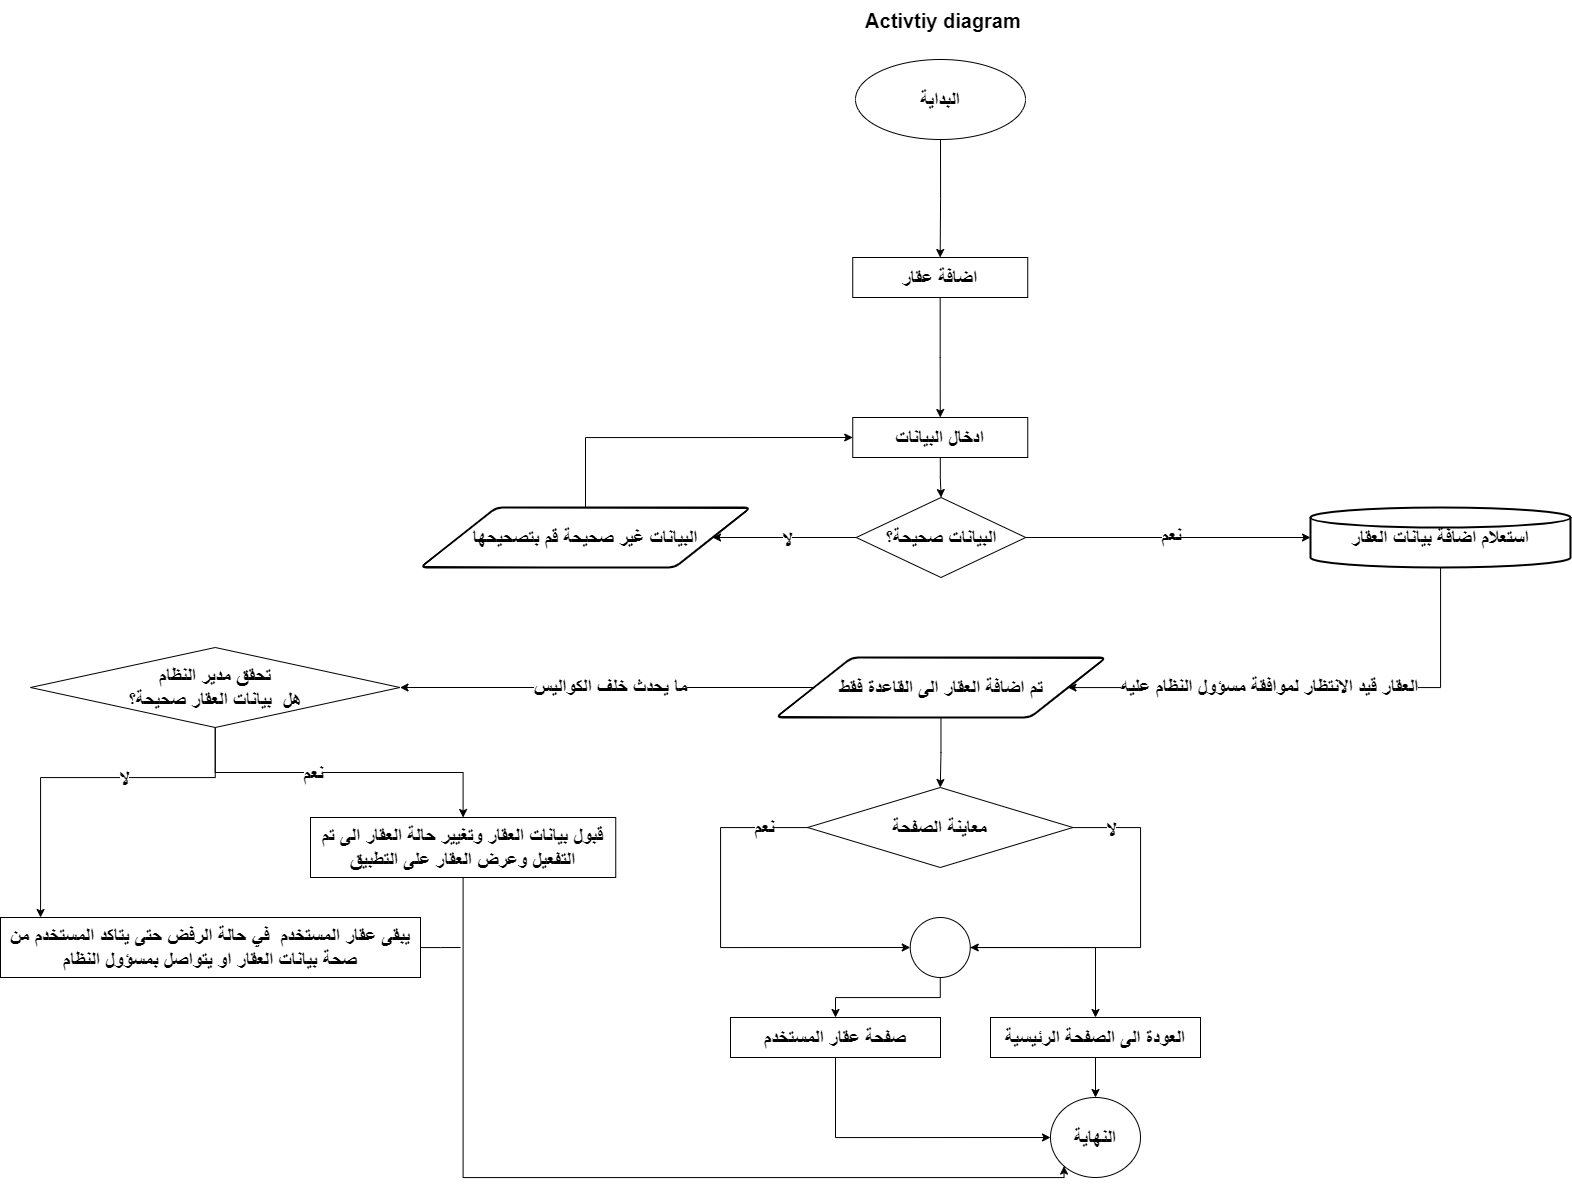 Activtiy diagram
البداية
اضافة عقار
ادخال البيانات
البيانات صحيحة؟
لا
البيانات غير صحيحة قم بتصحيحها
نعم
استعلام اضافة بيانات العقار
العقار قيد الانتظار لموافقة مسؤول النظام عليه
تم اضافة العقار الى القاعدة فقط
ما يحدث خلف الكواليس
تحقق مدير النظام
هل بيانات العقار صحيحة؟
لا
نعم
قبول بيانات العقار وتغيير حالة العقار الى تم
التفعيل وعرض العقار على التطبيق
يبقى عقار المستخدم في حالة الرفض حتى يتاكد المستخدم من
صحة بيانات العقار او يتواصل بمسؤول النظام
معاينة الصفحة
لا
نعم
العودة الى الصفحة الرئيسية
صفحة عقار المستخدم
النهاية